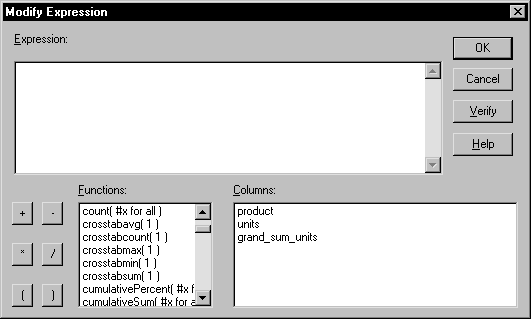 Modify Expression
Expression:
OK
Cancel
Verify
Help
Functions:
Columns:
+ -
* /
( )
count( #x for all )
crosstabavg( 1 )
crosstabcount( 1 )
crosstabmax( 1 )
crosstabmin( 1 )
crosstabsum( 1 )
cumulativePercent( #x f
cumulativeSum( #x for a
product
units
grand_sum_units